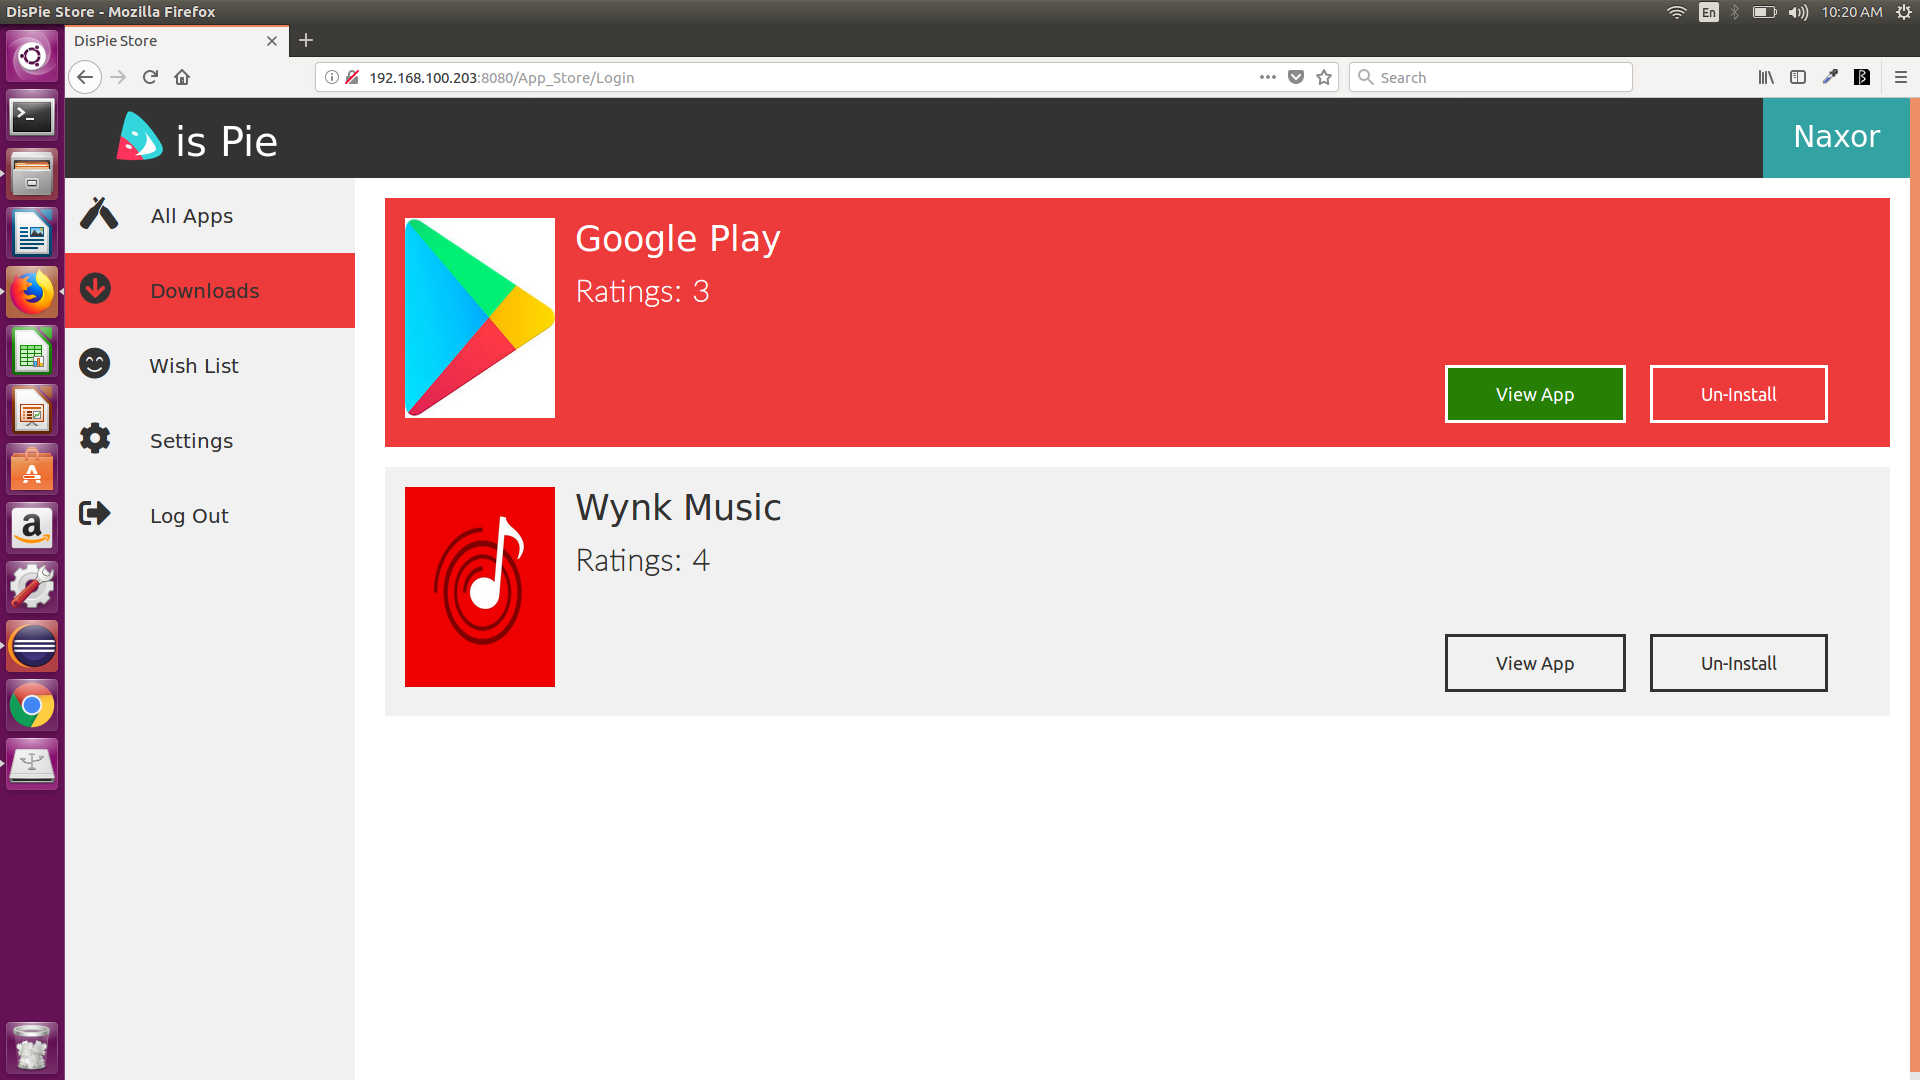 DisPie Store - Mozilla Firefox
En
10:20 AM
DisPie Store
192.168.100.203:8080/App_Store/Login
Search
is Pie
Naxor
All Apps
Downloads
Wish List
Settings
Log Out
Google Play
Ratings: 3
View App
Un-Install
Wynk Music
Ratings: 4
View App
Un-Install